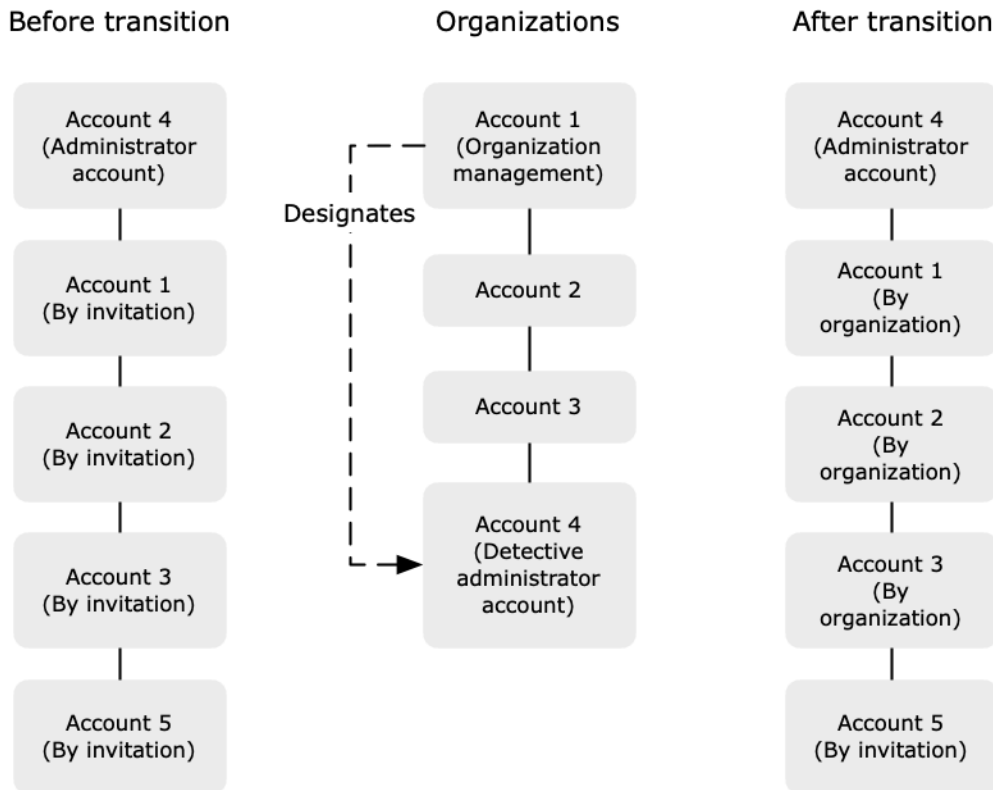 Before transition
Account 4
(Administrator
account)
Account 1
(By invitation)
Account 2
(By invitation)
Account 3
(By invitation)
Account 5
(By invitation)
Organizations
Account 1
(Organization
management)
Designates
Account 2
Account 3
Account 4
(Detective
administrator
account)
After transition
Account 4
(Administrator
account)
Account 1
(By
organization)
Account 2
(By
organization)
Account 3
(By
organization)
Account 5
(By invitation)